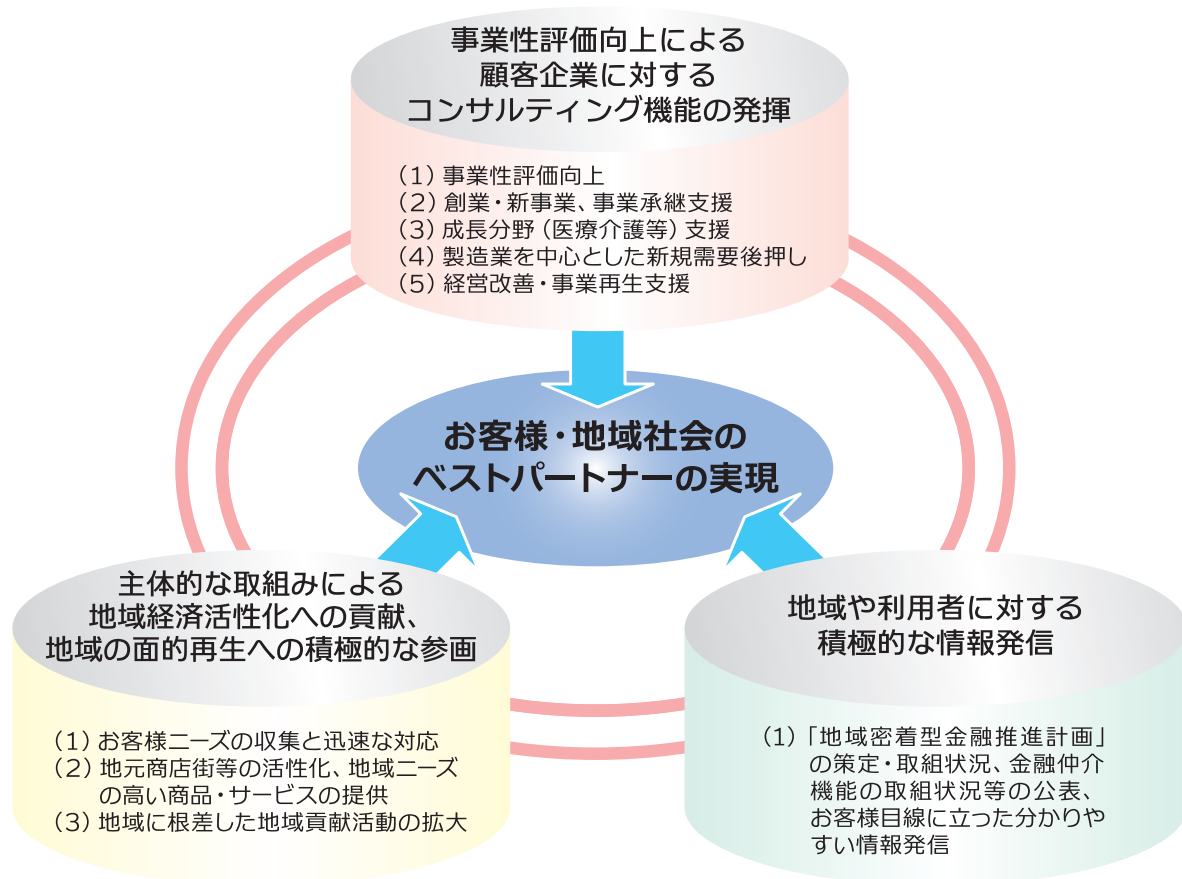 事業性評価向上による
顧客企業に対する
コンサルティング機能の発揮
（1）事業性評価向上
（2）創業・新事業、事業承継支援
（3）成長分野（医療介護等）支援
（4）製造業を中心とした新規需要後押し
（5）経営改善・事業再生支援
お客様・地域社会の
ベストパートナーの実現
主体的な取組みによる
地域経済活性化への貢献、
地域の面的再生への積極的な参画
（1）お客様ニーズの収集と迅速な対応
（2）地元商店街等の活性化、地域ニーズ
の高い商品・サービスの提供
（3）地域に根差した地域貢献活動の拡大
地域や利用者に対する
積極的な情報発信
（1）「地域密着型金融推進計画」
の策定・取組状況、金融仲介
機能の取組状況等の公表、
お客様目線に立った分かりや
すい情報発信